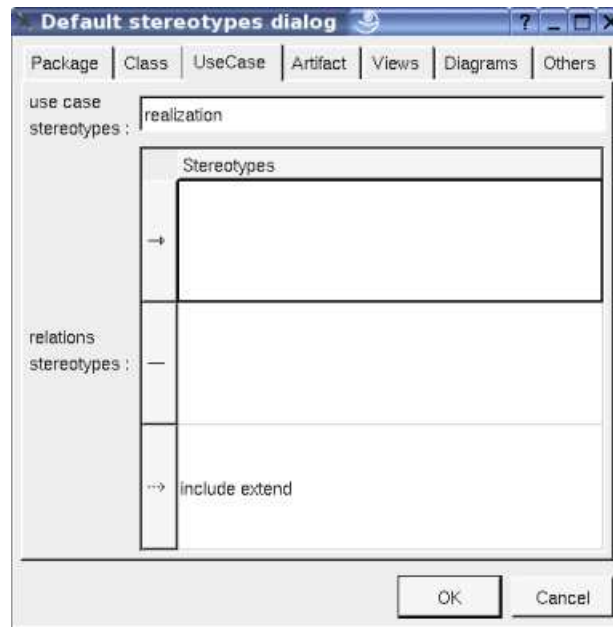 Default stereotypes dialog
Package Class UseCase Artifact Views Diagrams Others
use case
stereotypes :
realization
Stereotypes
relations
stereotypes :
include extend
OK Cancel